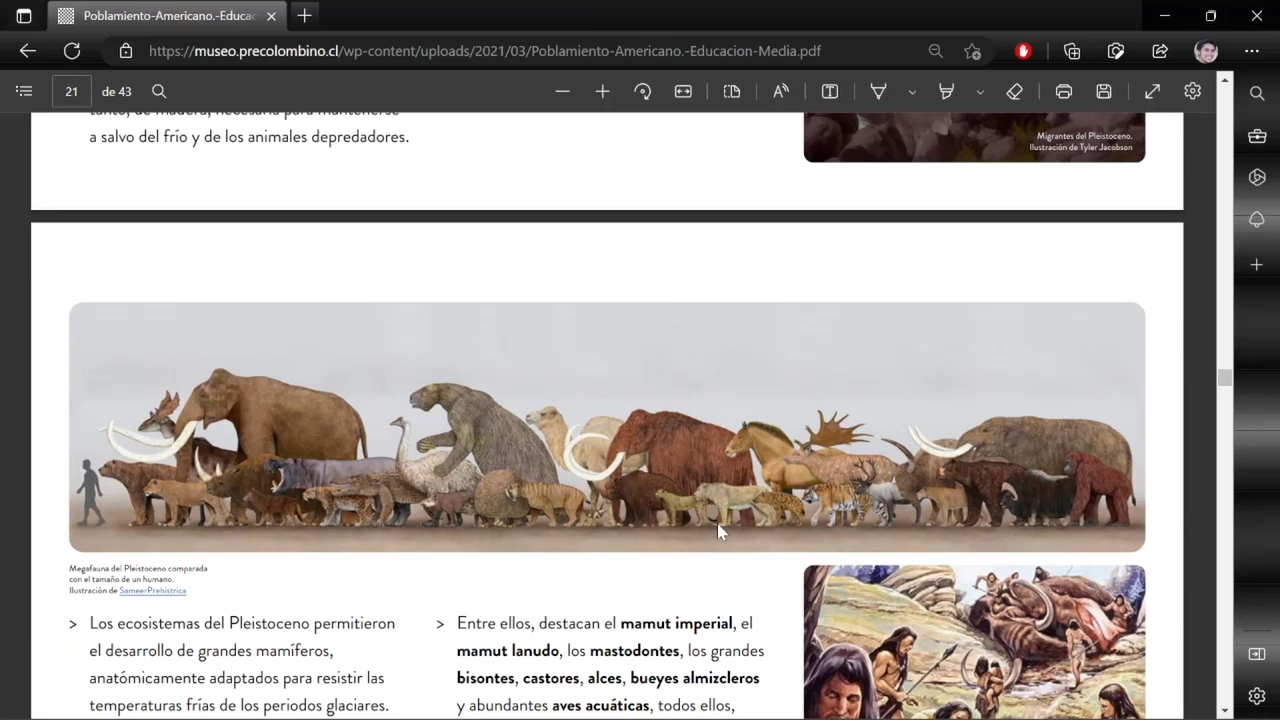 Poblamiento-Americano.-Educac
https://museo.precolombino.cl/wp-content/uploads/2021/03/Poblamiento-Americano.-Educacion-Media.pdf
21 de 43
a salvo del frío y de los animales depredadores.
Migrantes del Pleistoceno.
Ilustración de Tyler Jacobson
Megafauna del Pleistoceno comparada
con el tamaño de un humano.
Ilustración de SameerPrehistrica
> Los ecosistemas del Pleistoceno permitieron
el desarrollo de grandes mamíferos,
anatómicamente adaptados para resistir las
temperaturas frías de los periodos glaciares.
> Entre ellos, destacan el mamut imperial, el
mamut lanudo, los mastodontes, los grandes
bisontes, castores, alces, bueyes almizcleros
y abundantes aves acuáticas, todos ellos,